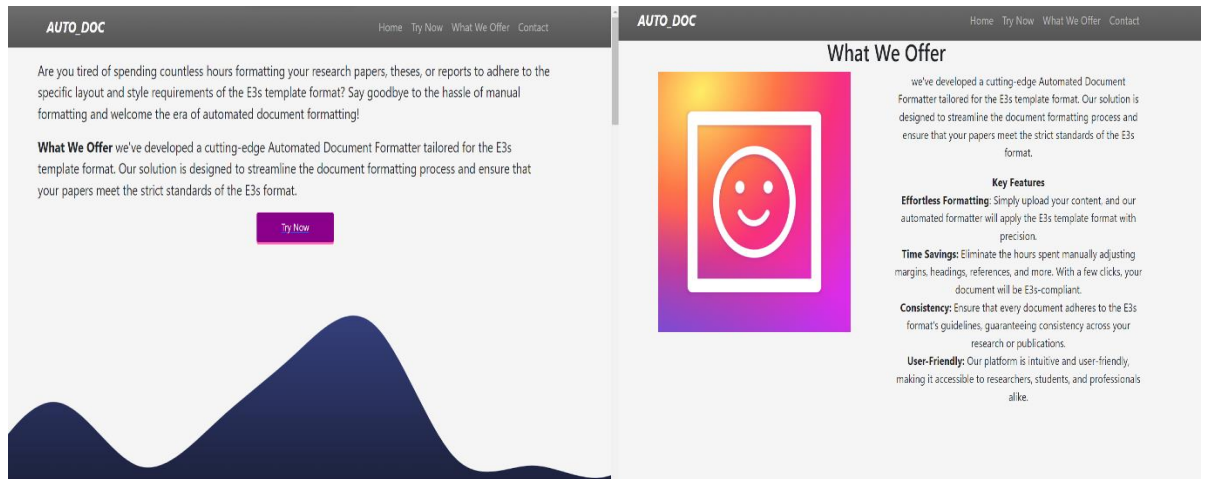 AUTO_DOC
Home Try Now What We Offer Contact
Are you tired of spending countless hours formatting your research papers, theses, or reports to adhere to the
specific layout and style requirements of the E3s template format? Say goodbye to the hassle of manual
formatting and welcome the era of automated document formatting!
What We Offer we've developed a cutting-edge Automated Document Formatter tailored for the E3s
template format. Our solution is designed to streamline the document formatting process and ensure that
your papers meet the strict standards of the E3s format.
Try Now
AUTO_DOC
Home Try Now What We Offer Contact
What We Offer
we've developed a cutting-edge Automated Document
Formatter tailored for the E3s template format. Our solution is
designed to streamline the document formatting process and
ensure that your papers meet the strict standards of the E3s
format.
Key Features
Effortless Formatting: Simply upload your content, and our
automated formatter will apply the E3s template format with
precision.
Time Savings: Eliminate the hours spent manually adjusting
margins, headings, references, and more. With a few clicks, your
document will be E3s-compliant.
Consistency: Ensure that every document adheres to the E3s
format's guidelines, guaranteeing consistency across your
research or publications.
User-Friendly: Our platform is intuitive and user-friendly,
making it accessible to researchers, students, and professionals
alike.